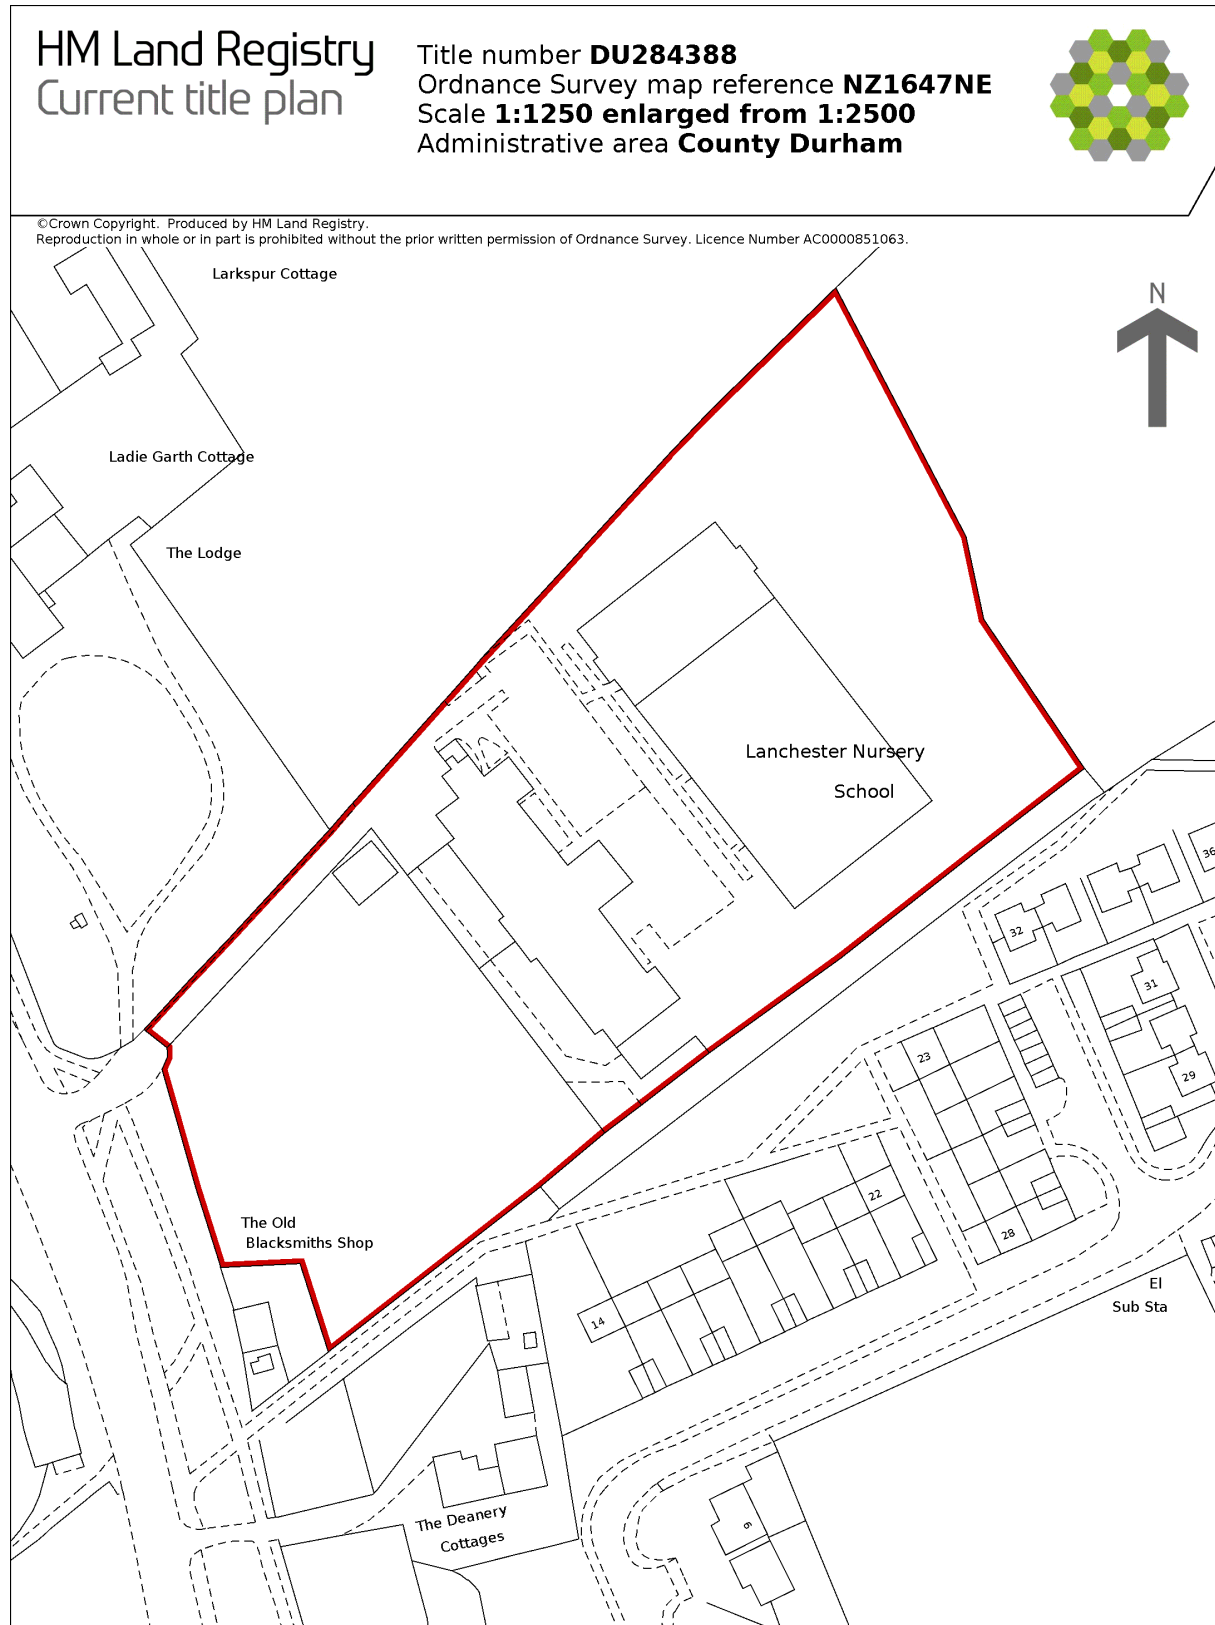 HM Land Registry
Current title plan
Title number DU284388
Ordnance Survey map reference NZ1647NE
Scale 1:1250 enlarged from 1:2500
Administrative area County Durham
©Crown Copyright. Produced by HM Land Registry.
Reproduction in whole or in part is prohibited without the prior written permission of Ordnance Survey. Licence Number AC0000851063.
Larkspur Cottage
N
Ladie Garth Cottage
The Lodge
Lanchester Nursery
School
36
32
31
23
29
22
The Old
Blacksmiths Shop
28
El
Sub Sta
14
The Deanery
Cottages
6